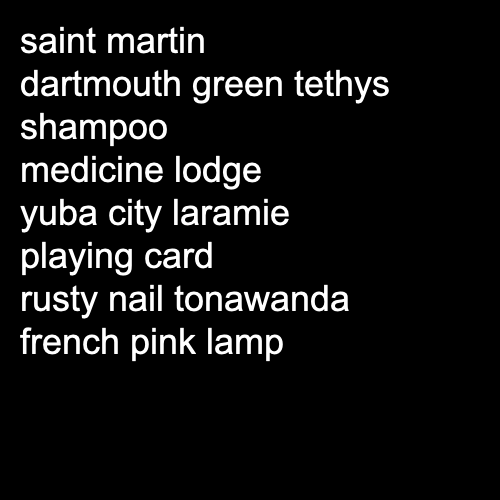 saint martin
dartmouth green tethys
shampoo
medicine lodge
yuba city laramie
playing card
rusty nail tonawanda
french pink lamp